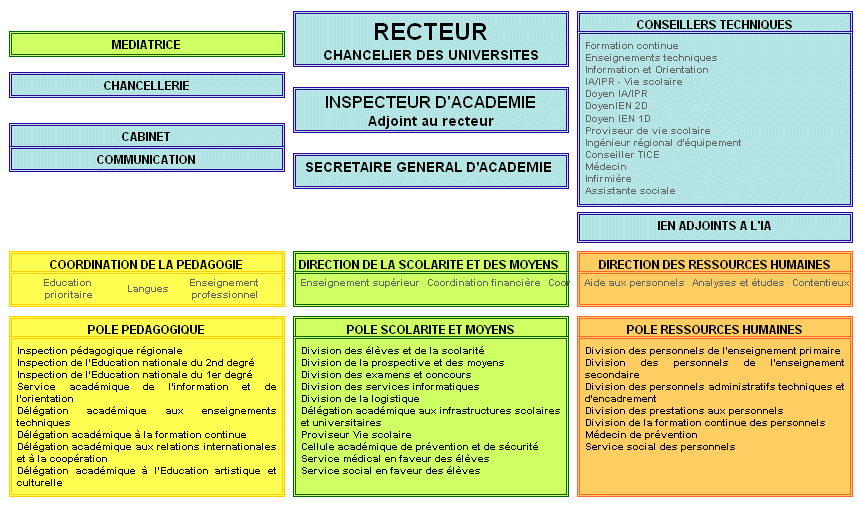 MEDIATRICE
CHANCELLERIE
CABINET
COMMUNICATION
RECTEUR
CHANCELIER DES UNIVERSITES
INSPECTEUR D'ACADEMIE
Adjoint au recteur
SECRETAIRE GENERAL D'ACADEMIE
CONSEILLERS TECHNIQUES
Formation continue
Enseignements techniques
Information et Orientation
IA/IPR - Vie scolaire
Doyen IA/IPR
DoyenIEN 2D
Doyen IEN 1D
Proviseur de vie scolaire
Ingénieur régional d'équipement
Conseiller TICE
Médecin
Infirmière
Assistante sociale
IEN ADJOINTS A L'IA
COORDINATION DE LA PEDAGOGIE
Education prioritaire
Langues
Enseignement professionnel
DIRECTION DE LA SCOLARITE ET DES MOYENS
Enseignement supérieur Coordination financière Coor
DIRECTION DES RESSOURCES HUMAINES
Aide aux personnels Analyses et études Contentieux
POLE PEDAGOGIQUE
Inspection pédagogique régionale
Inspection de l'Education nationale du 2nd degré
Inspection de l'Education nationale du 1er degré
Service académique de l'information et de
l'orientation
Délégation académique aux enseignements
techniques
Délégation académique à la formation continue
Délégation académique aux relations internationales
et à la coopération
Délégation académique à l'Education artistique et
culturelle
POLE SCOLARITE ET MOYENS
Division des élèves et de la scolarité
Division de la prospective et des moyens
Division des examens et concours
Division des services informatiques
Division de la logistique
Délégation académique aux infrastructures scolaires
et universitaires
Proviseur Vie scolaire
Cellule académique de prévention et de sécurité
Service médical en faveur des élèves
Service social en faveur des élèves
POLE RESSOURCES HUMAINES
Division des personnels de l'enseignement primaire
Division des personnels de l'enseignement
secondaire
Division des personnels administratifs techniques et
d'encadrement
Division des prestations aux personnels
Division de la formation continue des personnels
Médecin de prévention
Service social des personnels